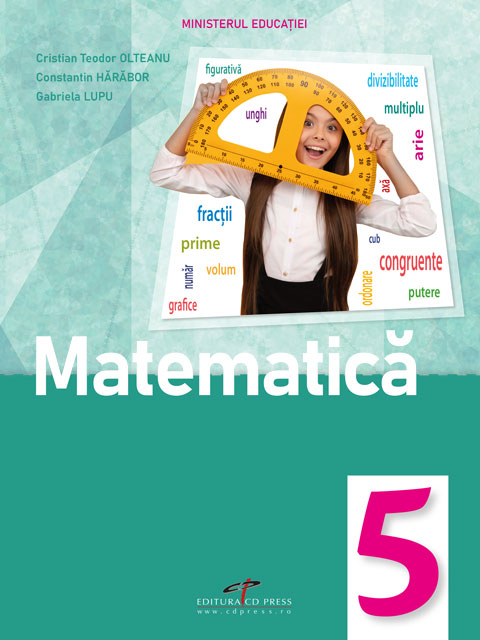 MINISTERUL EDUCAȚIEI
Cristian Teodor OLTEANU
Constantin HĂRĂBOR
Gabriela LUPU
figurativă
divizibilitate
unghi
multiplu
arie
axă
fracții
prime
cub
număr
volum
congruente
ordonare
grafice
putere
Matematică
5
EDITURA CD PRESS
www.cdpress.ro